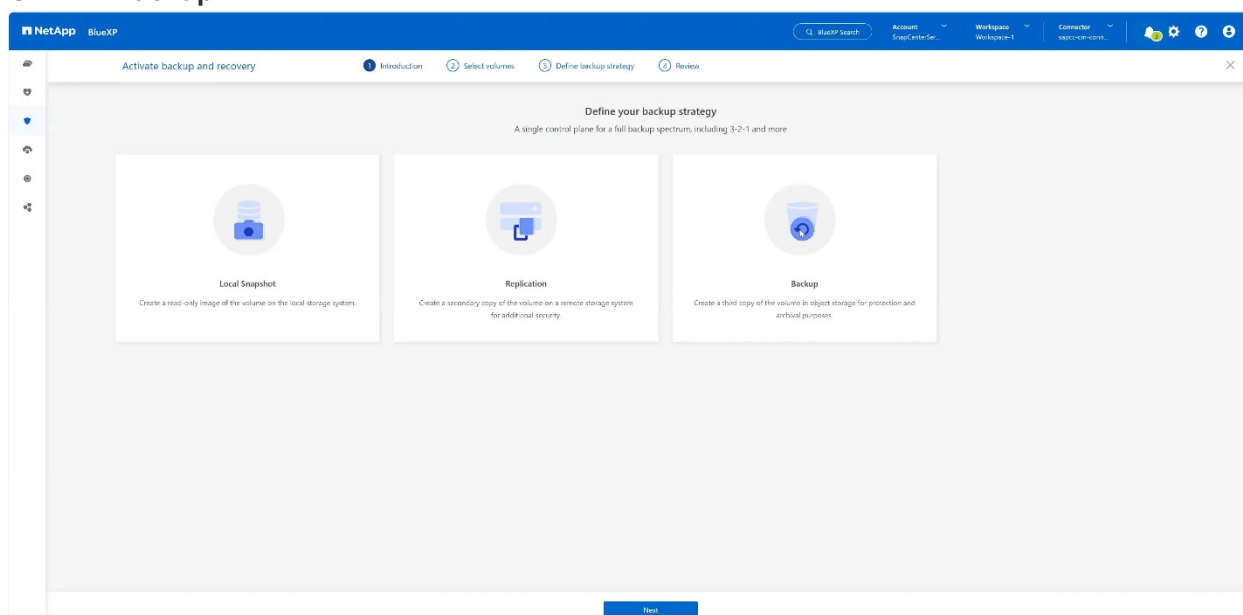 NetApp BlueXP
BlueXP Search
Account
SnapCenterSer...
Workspace
Workspace-1
Connector
sapcc-cm-conn...
Activate backup and recovery
1 Introduction
2 Select volumes
3 Define backup strategy
4 Review
Define your backup strategy
A single control plane for a full backup spectrum, including 3-2-1 and more
Local Snapshot
Create a read-only image of the volume on the local storage system.
Replication
Create a secondary copy of the volume on a remote storage system
for additional security.
Backup
Create a third copy of the volume in object storage for protection and
archival purposes.
Next